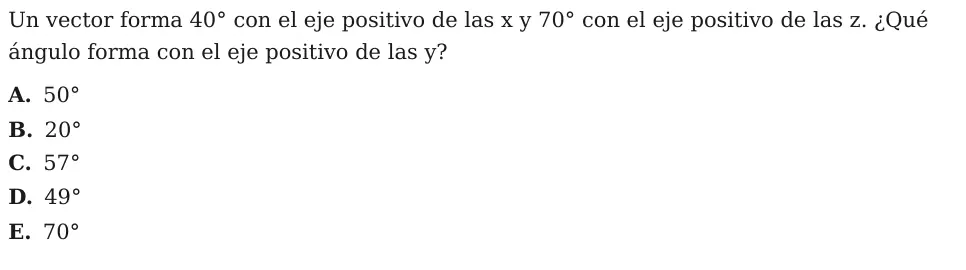 Un vector forma 40° con el eje positivo de las x y 70° con el eje positivo de las z. ¿Qué
ángulo forma con el eje positivo de las y?
A. 50°
B. 20°
C. 57°
D. 49°
E. 70°